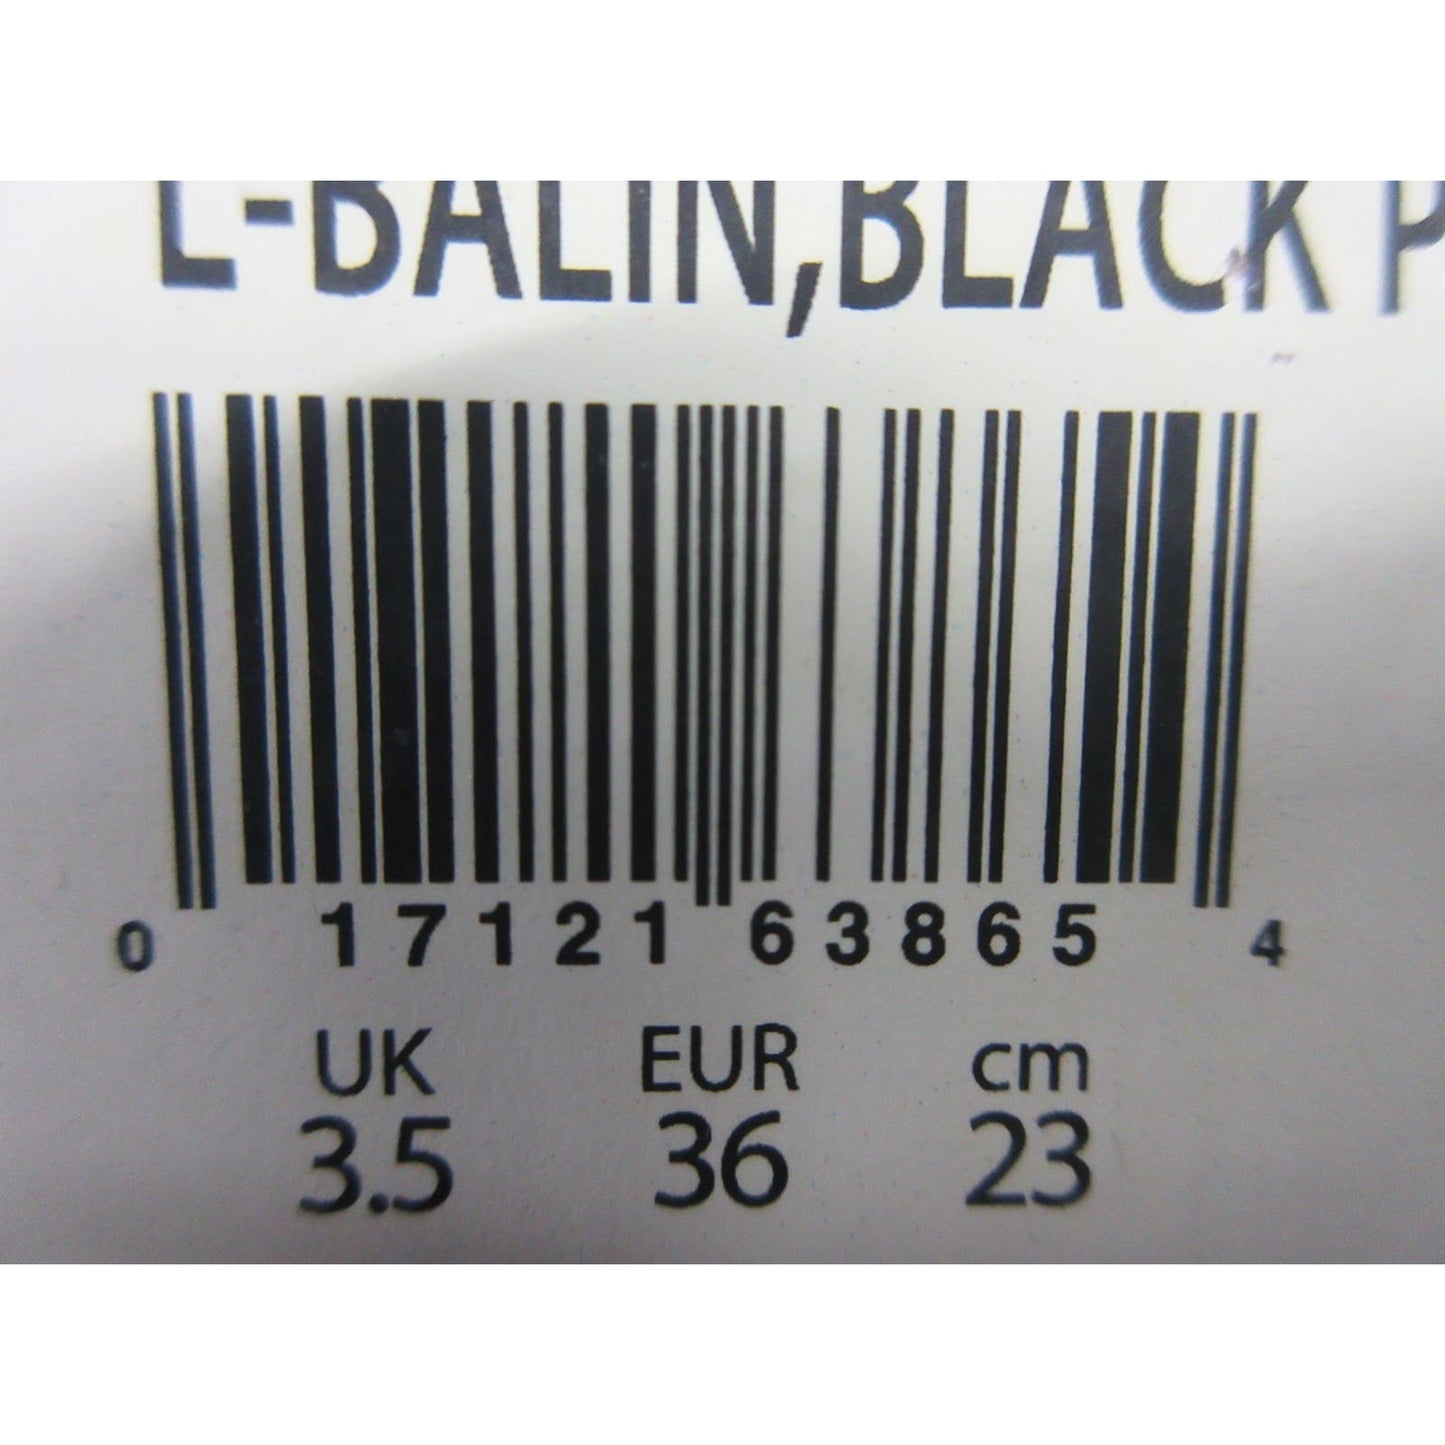 L-BALIN,BLACK P
0 17121 63865 4
UK EUR cm
3.5 36 23